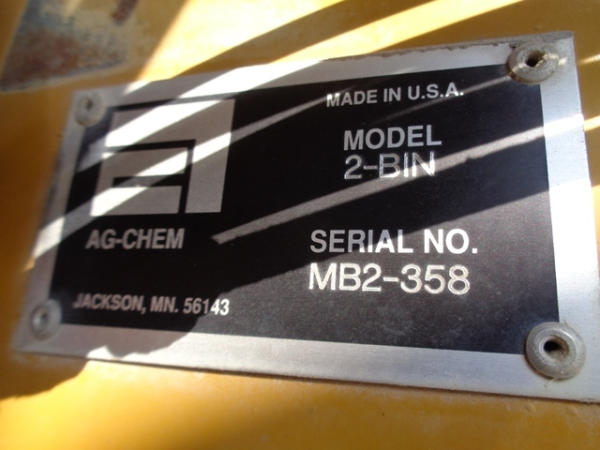 MADE IN U.S.A.
MODEL
2-BIN
AG-CHEM
SERIAL NO.
MB2-358
JACKSON, MN. 56143